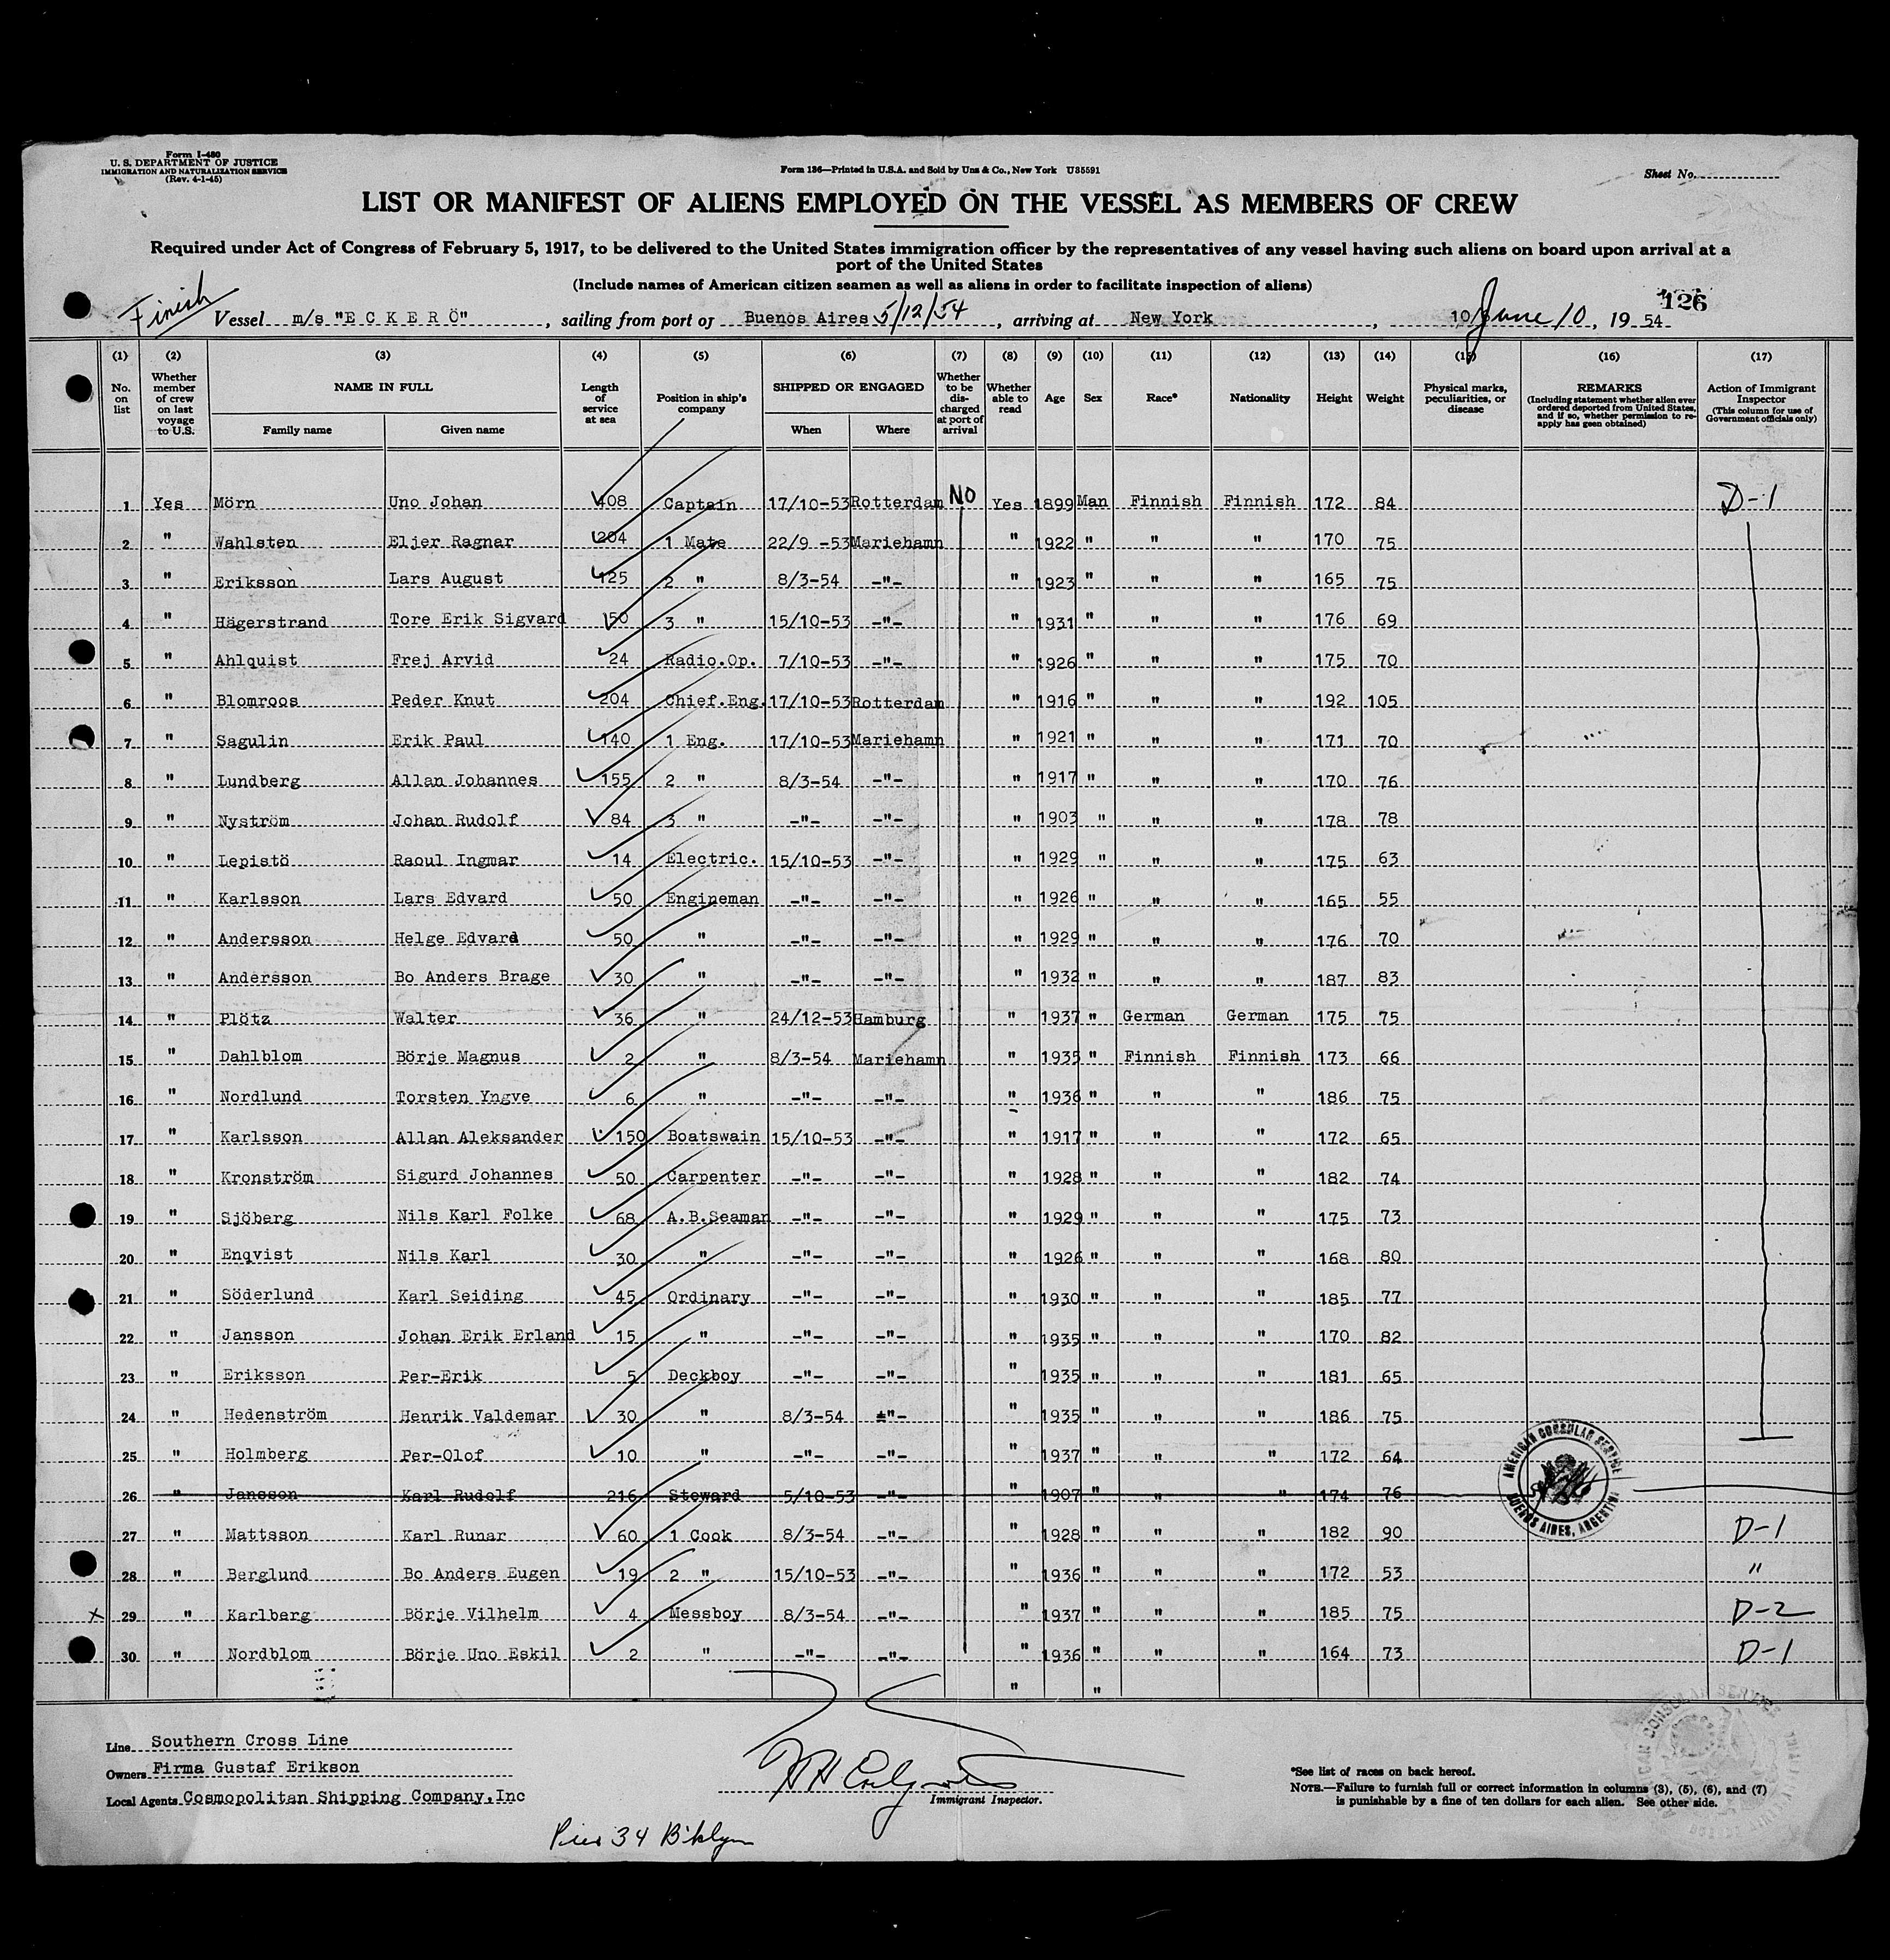 Form I-480
U. S. DEPARTMENT OF JUSTICE
IMMIGRATION AND NATURALIZATION SERVICE
(Rev. 4-1-45)
Form 136—Printed in U.S.A. and Sold by Unz & Co., New York U35591
Sheet No.
LIST OR MANIFEST OF ALIENS EMPLOYED ON THE VESSEL AS MEMBERS OF CREW
Required under Act of Congress of February 5, 1917, to be delivered to the United States immigration officer by the representatives of any vessel having such aliens on board upon arrival at a
port of the United States
(Include names of American citizen seamen as well as aliens in order to facilitate inspection of aliens)
126
Finish
Vessel m/s "E C K E R Ö" , sailing from port of Buenos Aires 5/12/54 , arriving at New York , 10 June 10 , 19 54
(1) (2) (3) (4) (5) (6) (7) (8) (9) (10) (11) (12) (13) (14) (15) (16) (17)
No. on list
Whether member of crew on last voyage to U.S.
NAME IN FULL
Family name Given name
Length of service at sea
Position in ship's company
SHIPPED OR ENGAGED
When Where
Whether to be discharged at port of arrival
Whether able to read
Age
Sex
Race*
Nationality
Height
Weight
Physical marks, peculiarities, or disease
REMARKS
(Including statement whether alien ever ordered deported from United States, and if so, whether permission to re-apply has geen obtained)
Action of Immigrant Inspector
(This column for use of Government officials only)
1 Yes Mörn Uno Johan 408 Captain 17/10-53 Rotterdam NO Yes 1899 Man Finnish Finnish 172 84 D-1
2 " Wahlsten Eljer Ragnar 204 1 Mate 22/9 -53 Mariehamn " 1922 " " " 170 75
3 " Eriksson Lars August 125 2 " 8/3-54 -"- " 1923 " " " 165 75
4 " Hägerstrand Tore Erik Sigvard 50 3 " 15/10-53 -"- " 1931 " " " 176 69
5 " Ahlquist Frej Arvid 24 Radio.Op. 7/10-53 -"- " 1926 " " " 175 70
6 " Blomroos Peder Knut 204 Chief.Eng. 17/10-53 Rotterdam " 1916 " " " 192 105
7 " Sagulin Erik Paul 140 1 Eng. 17/10-53 Mariehamn " 1921 " " " 171 70
8 " Lundberg Allan Johannes 155 2 " 8/3-54 -"- " 1917 " " " 170 76
9 " Nyström Johan Rudolf 84 3 " -"- -"- " 1903 " " " 178 78
10 " Lepistö Raoul Ingmar 14 Electric. 15/10-53 -"- " 1929 " " " 175 63
11 " Karlsson Lars Edvard 50 Engineman -"- -"- " 1926 " " " 165 55
12 " Andersson Helge Edvard 50 " -"- -"- " 1929 " " " 176 70
13 " Andersson Bo Anders Brage 30 " -"- -"- " 1932 " " " 187 83
14 " Plötz Walter 36 " 24/12-53 Hamburg " 1937 " German German 175 75
15 " Dahlblom Börje Magnus 2 " 8/3-54 Mariehamn " 1935 " Finnish Finnish 173 66
16 " Nordlund Torsten Yngve 6 " -"- -"- " 1936 " " " 186 75
17 " Karlsson Allan Aleksander 150 Boatswain 15/10-53 -"- " 1917 " " " 172 65
18 " Kronström Sigurd Johannes 50 Carpenter -"- -"- " 1928 " " " 182 74
19 " Sjöberg Nils Karl Folke 68 A.B.Seaman -"- -"- " 1929 " " " 175 73
20 " Enqvist Nils Karl 30 " -"- -"- " 1926 " " " 168 80
21 " Söderlund Karl Seiding 45 Ordinary -"- -"- " 1930 " " " 185 77
22 " Jansson Johan Erik Erland 15 " -"- -"- " 1935 " " " 170 82
23 " Eriksson Per-Erik 5 Deckboy -"- -"- " 1935 " " " 181 65
24 " Hedenström Henrik Valdemar 30 " 8/3-54 -"- " 1935 " " " 186 75
25 " Holmberg Per-Olof 10 " -"- -"- " 1937 " " " 172 64
26 " Jansson Karl Rudolf 216 Steward 5/10-53 -"- " 1907 " " " 174 76
27 " Mattsson Karl Runar 60 1 Cook 8/3-54 -"- " 1928 " " " 182 90 D-1
28 " Berglund Bo Anders Eugen 19 2 " 15/10-53 -"- " 1936 " " " 172 53 "
x 29 " Karlberg Börje Vilhelm 4 Messboy 8/3-54 -"- " 1937 " " " 185 75 D-2
30 " Nordblom Börje Uno Eskil 2 " -"- -"- " 1936 " " " 164 73 D-1
" "
AMERICAN CONSULAR SERVICE
BUENOS AIRES, ARGENTINA
Line Southern Cross Line
Owners Firma Gustaf Erikson
Local Agents Cosmopolitan Shipping Company,Inc
Immigrant Inspector.
*See list of races on back hereof.
NOTE.—Failure to furnish full or correct information in columns (3), (5), (6), and (7)
is punishable by a fine of ten dollars for each alien. See other side.
Pier 34 B'klyn